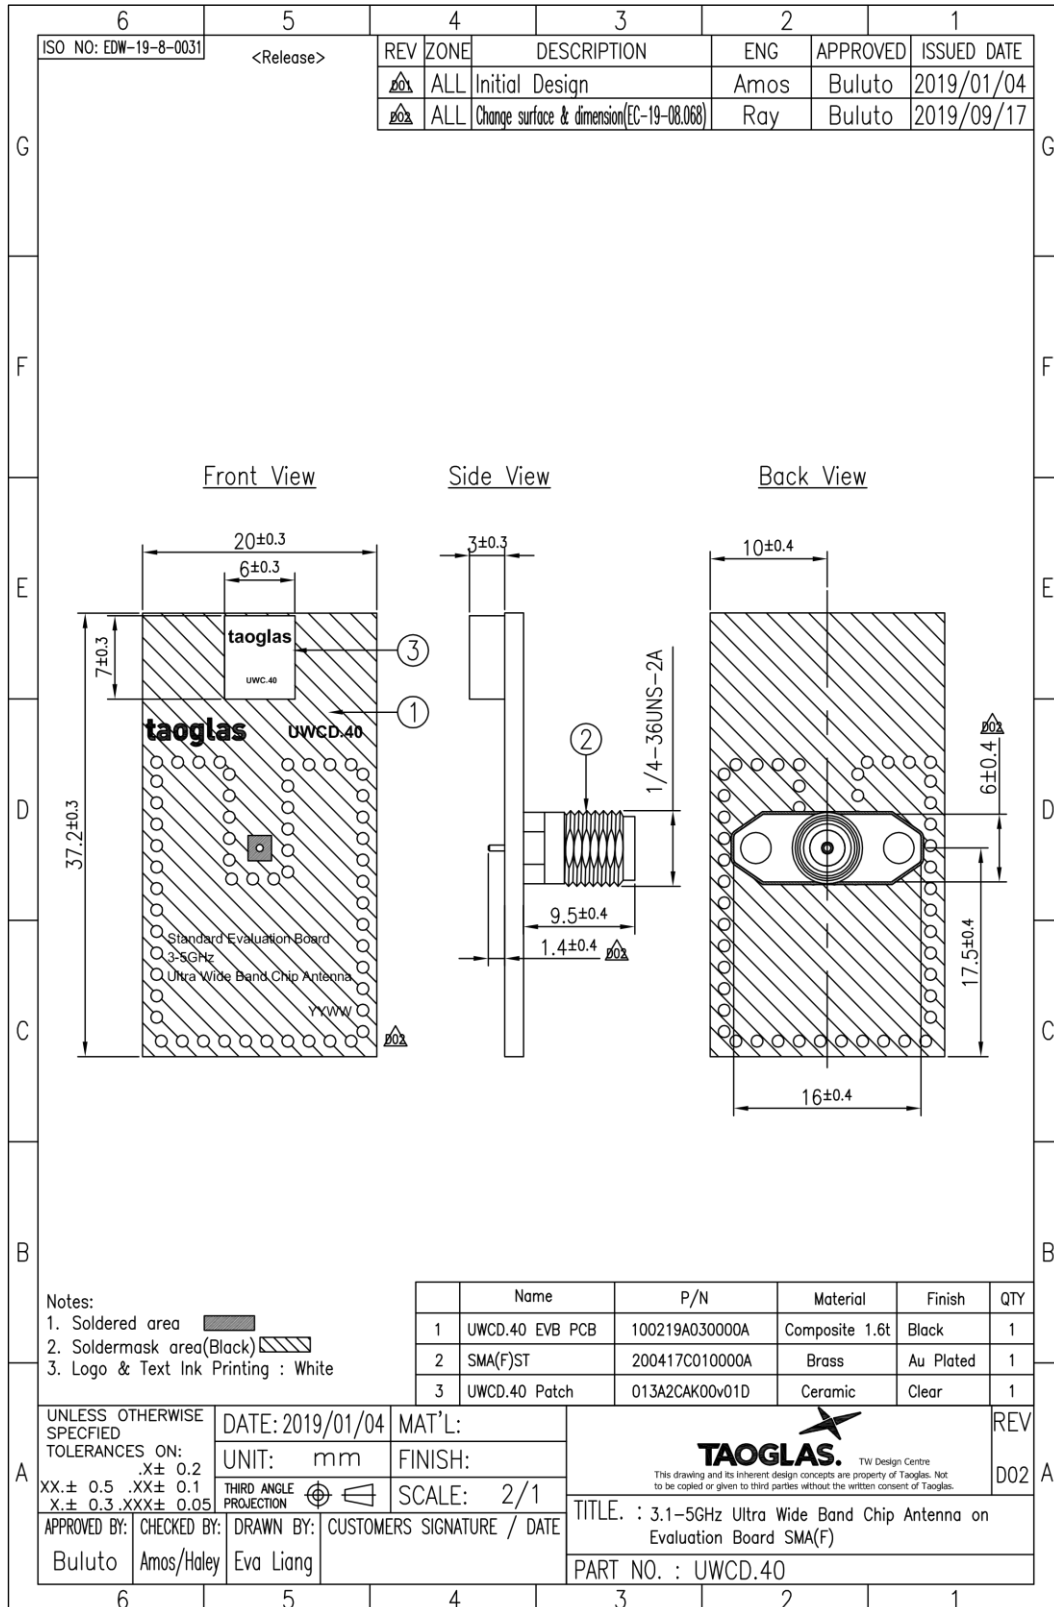 6 5 4 3 2 1
ISO NO: EDW-19-8-0031
<Release>
REV ZONE DESCRIPTION ENG APPROVED ISSUED DATE
D01 ALL Initial Design Amos Buluto 2019/01/04
D02 ALL Change surface & dimension(EC-19-08.068) Ray Buluto 2019/09/17
G G
F F
Front View Side View Back View
20±0.3 3±0.3 10±0.4
6±0.3
E E
7±0.3
taoglas
UWC.40
3
1
taoglas UWCD.40
2
1/4-36UNS-2A
D02
6±0.4
D D
37.2±0.3
9.5±0.4
1.4±0.4 D02
17.5±0.4
Standard Evaluation Board
3-5GHz
Ultra Wide Band Chip Antenna
YYWW
D02
C C
16±0.4
B B
Notes:
1. Soldered area
2. Soldermask area(Black)
3. Logo & Text Ink Printing : White
Name P/N Material Finish QTY
1 UWCD.40 EVB PCB 100219A030000A Composite 1.6t Black 1
2 SMA(F)ST 200417C010000A Brass Au Plated 1
3 UWCD.40 Patch 013A2CAK00v01D Ceramic Clear 1
UNLESS OTHERWISE
SPECFIED
TOLERANCES ON:
.X± 0.2
XX.± 0.5 .XX± 0.1
X.± 0.3 .XXX± 0.05
DATE: 2019/01/04 MAT'L:
UNIT: mm FINISH:
THIRD ANGLE
PROJECTION
SCALE: 2/1
TAOGLAS. TW Design Centre
This drawing and its inherent design concepts are property of Taoglas. Not
to be copied or given to third parties without the written consent of Taoglas.
REV
D02
A A
APPROVED BY: CHECKED BY: DRAWN BY: CUSTOMERS SIGNATURE / DATE
Buluto Amos/Haley Eva Liang
TITLE. : 3.1-5GHz Ultra Wide Band Chip Antenna on
Evaluation Board SMA(F)
PART NO. : UWCD.40
6 5 4 3 2 1